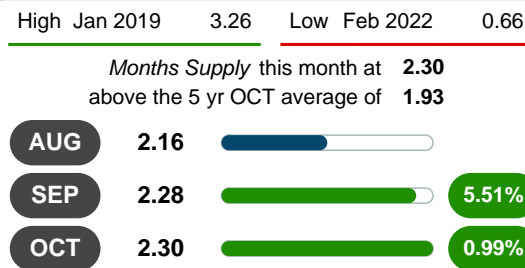 High Jan 2019 3.26 Low Feb 2022 0.66
Months Supply this month at 2.30
above the 5 yr OCT average of 1.93
AUG 2.16
SEP 2.28 5.51%
OCT 2.30 0.99%